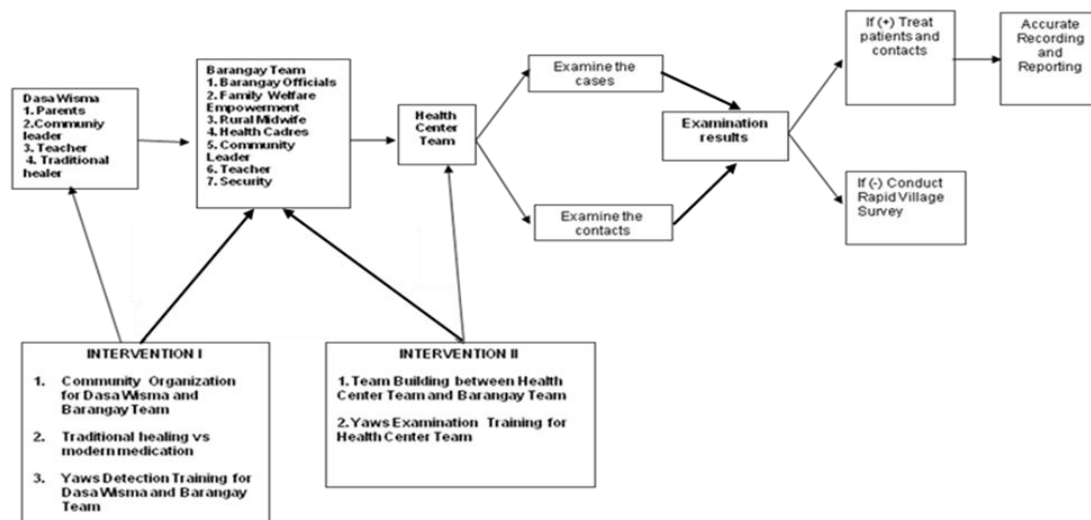 Dasa Wisma
1. Parents
2.Communiy
leader
3. Teacher
4. Traditional
healer
Barangay Team
1. Barangay Officials
2. Family Welfare
Empowerment
3. Rural Midwife
4. Health Cadres
5. Community
Leader
6. Teacher
7. Security
Health
Center
Team
Examine the
cases
Examine the
contacts
Examination
results
If (+) Treat
patients and
contacts
Accurate
Recording
and
Reporting
If (-) Conduct
Rapid Village
Survey
INTERVENTION I
1. Community Organization
for Dasa Wisma and
Barangay Team
2. Traditional healing vs
modern medication
3. Yaws Detection Training for
Dasa Wisma and Barangay
Team
INTERVENTION II
1. Team Building between Health
Center Team and Barangay Team
2. Yaws Examination Training for
Health Center Team